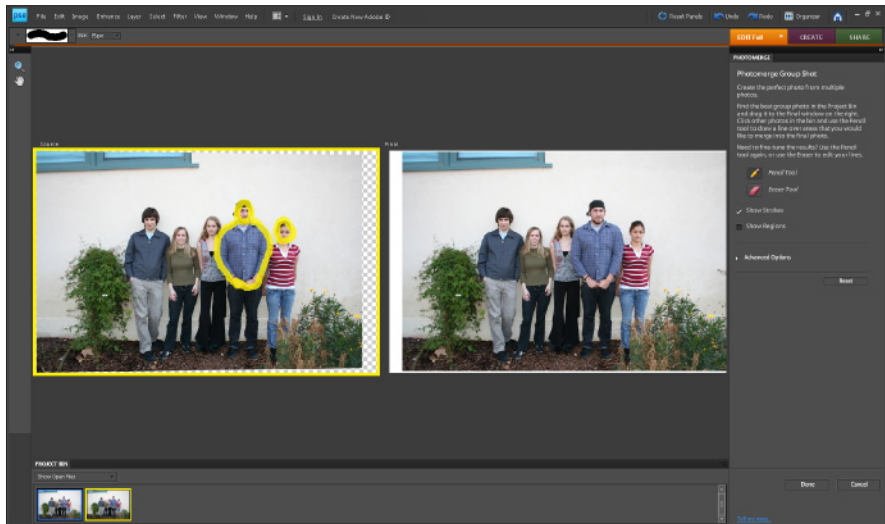 pse File Edit Image Enhance Layer Select Filter View Window Help Sign In Create New Adobe ID Reset Panels Undo Redo Organizer
EDIT Full CREATE SHARE
PHOTOMERGE
Photomerge Group Shot
Create the perfect photo from multiple
photos.
Find the best group photo in the Project Bin
and drag it to the Final window on the right.
Click other photos in the bin and use the Pencil
tool to draw a line over areas that you would
like to merge into the final photo.
Need to fine-tune the results? Use the Pencil
tool again, or use the Eraser to edit your lines.
Pencil Tool
Eraser Tool
Show Strokes
Show Regions
Advanced Options
Reset
Source Final
PROJECT BIN
Show Open Files
Done Cancel